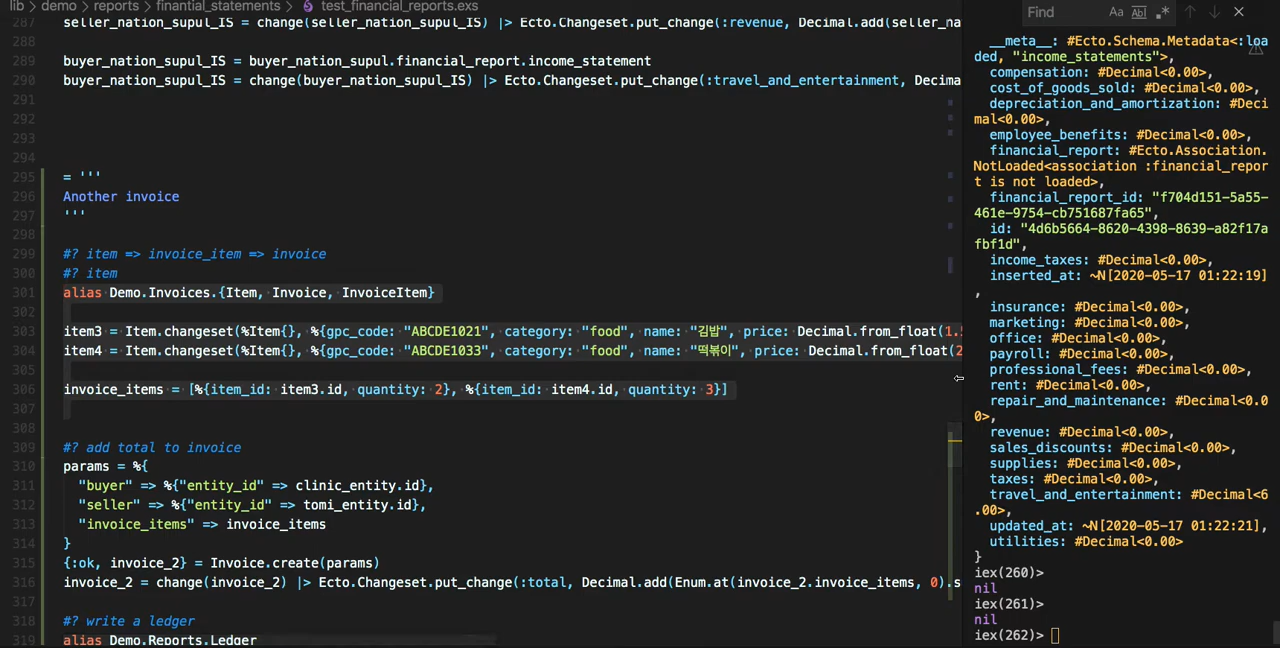 lib > demo > reports > finantial_statements > test_financial_reports.exs
287 seller_nation_supul_IS = change(seller_nation_supul_IS) |> Ecto.Changeset.put_change(:revenue, Decimal.add(seller_na
288
289 buyer_nation_supul_IS = buyer_nation_supul.financial_report.income_statement
290 buyer_nation_supul_IS = change(buyer_nation_supul_IS) |> Ecto.Changeset.put_change(:travel_and_entertainment, Decima
291
292
293
294
295 = '''
296 Another invoice
297 '''
298
299 #? item => invoice_item => invoice
300 #? item
301 alias Demo.Invoices.{Item, Invoice, InvoiceItem}
302
303 item3 = Item.changeset(%Item{}, %{gpc_code: "ABCDE1021", category: "food", name: "김밥", price: Decimal.from_float(1.5
304 item4 = Item.changeset(%Item{}, %{gpc_code: "ABCDE1033", category: "food", name: "떡볶이", price: Decimal.from_float(2
305
306 invoice_items = [%{item_id: item3.id, quantity: 2}, %{item_id: item4.id, quantity: 3}]
307
308
309 #? add total to invoice
310 params = %{
311 "buyer" => %{"entity_id" => clinic_entity.id},
312 "seller" => %{"entity_id" => tomi_entity.id},
313 "invoice_items" => invoice_items
314 }
315 {:ok, invoice_2} = Invoice.create(params)
316 invoice_2 = change(invoice_2) |> Ecto.Changeset.put_change(:total, Decimal.add(Enum.at(invoice_2.invoice_items, 0).s
317
318 #? write a ledger
319 alias Demo.Reports.Ledger
Find Aa Abl .*
__meta__: #Ecto.Schema.Metadata<:loa
ded, "income_statements">,
compensation: #Decimal<0.00>,
cost_of_goods_sold: #Decimal<0.00>,
depreciation_and_amortization: #Deci
mal<0.00>,
employee_benefits: #Decimal<0.00>,
financial_report: #Ecto.Association.
NotLoaded<association :financial_repor
t is not loaded>,
financial_report_id: "f704d151-5a55-
461e-9754-cb751687fa65",
id: "4d6b5664-8620-4398-8639-a82f17a
fbf1d",
income_taxes: #Decimal<0.00>,
inserted_at: ~N[2020-05-17 01:22:19]
,
insurance: #Decimal<0.00>,
marketing: #Decimal<0.00>,
office: #Decimal<0.00>,
payroll: #Decimal<0.00>,
professional_fees: #Decimal<0.00>,
rent: #Decimal<0.00>,
repair_and_maintenance: #Decimal<0.0
0>,
revenue: #Decimal<0.00>,
sales_discounts: #Decimal<0.00>,
supplies: #Decimal<0.00>,
taxes: #Decimal<0.00>,
travel_and_entertainment: #Decimal<6
.00>,
updated_at: ~N[2020-05-17 01:22:21],
utilities: #Decimal<0.00>
}
iex(260)>
nil
iex(261)>
nil
iex(262)>